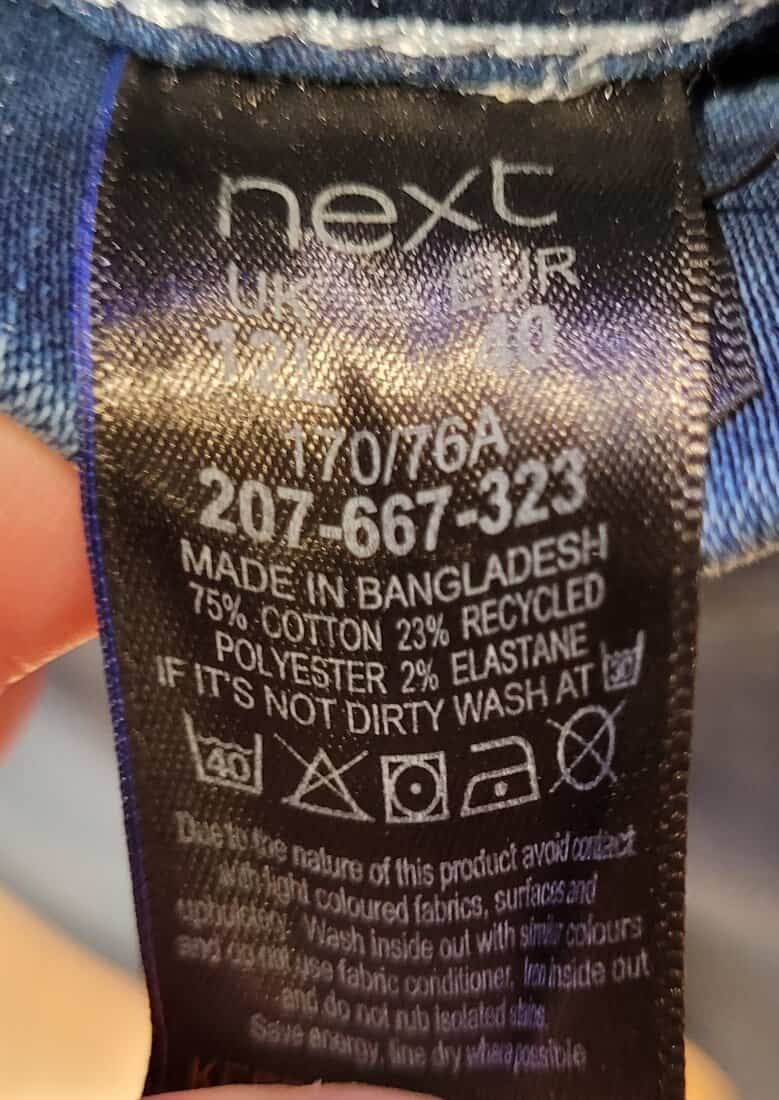 next
UK EUR
12L 40
170/76A
207-667-323
MADE IN BANGLADESH
75% COTTON 23% RECYCLED
POLYESTER 2% ELASTANE
IF IT'S NOT DIRTY WASH AT 30
40
Due to the nature of this product avoid contact
with light coloured fabrics, surfaces and
upholstery. Wash inside out with similar colours
and do not use fabric conditioner. Iron inside out
and do not rub isolated stains.
Save energy, line dry where possible